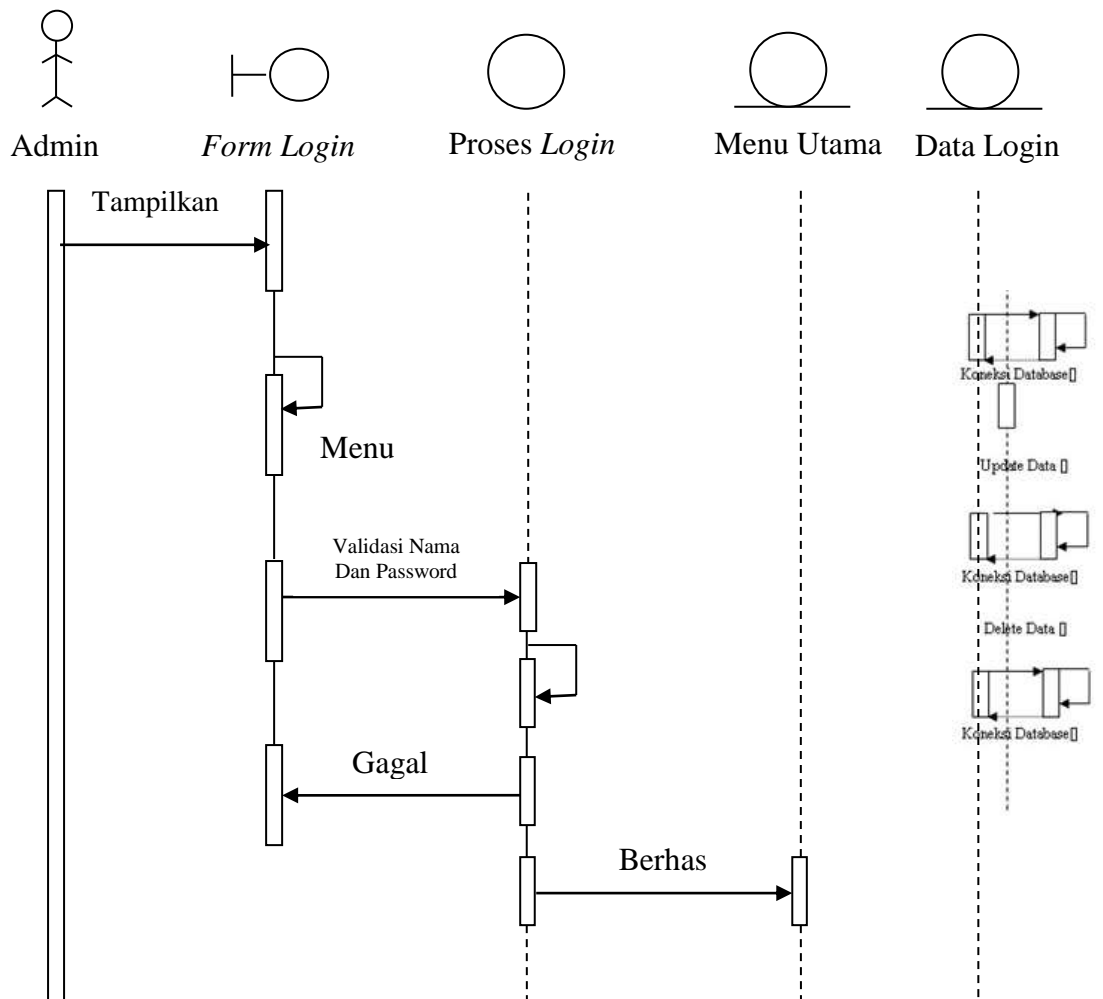 Admin
Form Login
Proses Login
Menu Utama
Data Login
Tampilkan
Koneksi Database[]
Menu
Update Data []
Validasi Nama
Dan Password
Koneksi Database[]
Delete Data []
Koneksi Database[]
Gagal
Berhas